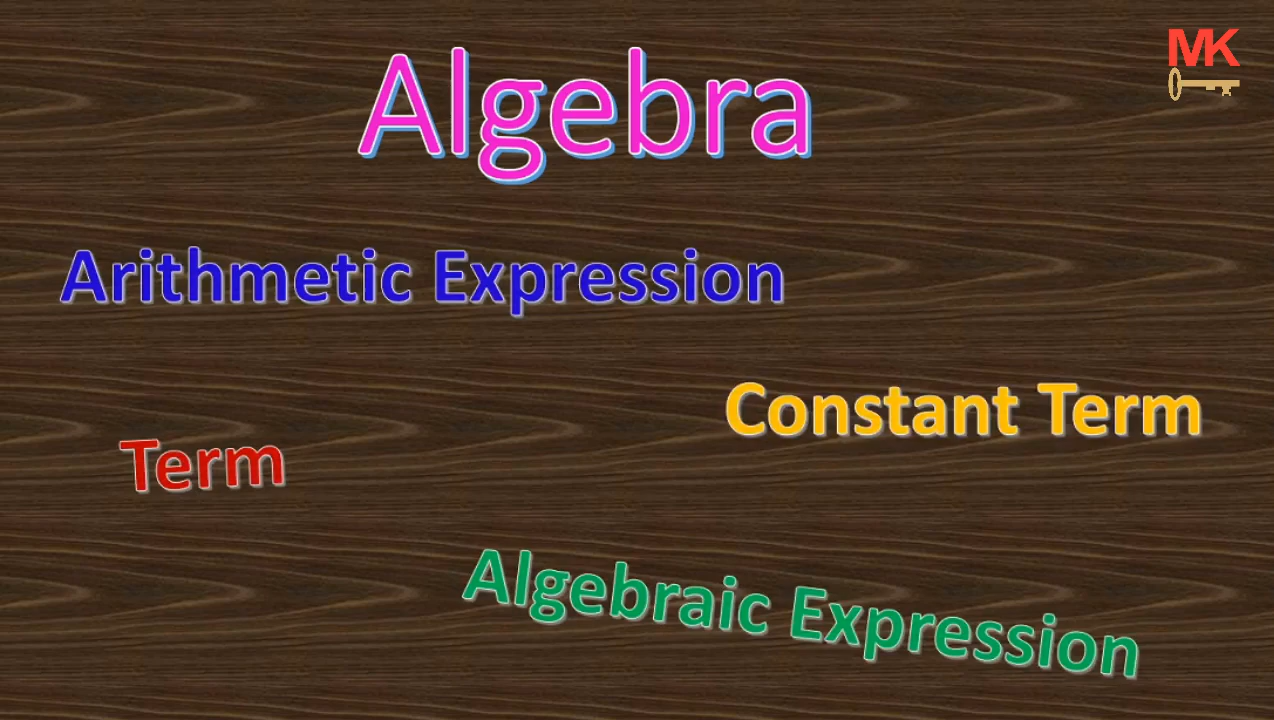 MK
Algebra
Arithmetic Expression
Constant Term
Term
Algebraic Expression